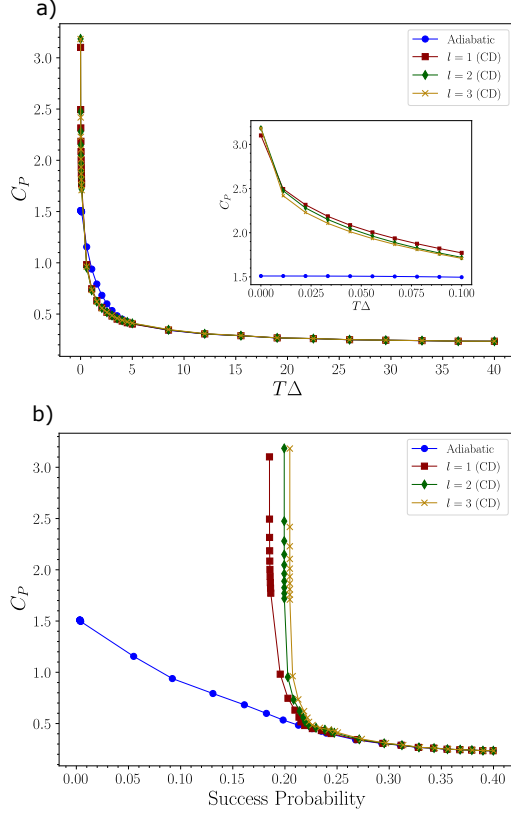 a)
3.0
2.5
2.0
1.5
1.0
0.5
C_P
0 5 10 15 20 25 30 35 40
TΔ
Adiabatic
l = 1 (CD)
l = 2 (CD)
l = 3 (CD)
3.0
2.5
2.0
1.5
C_P
0.000 0.025 0.050 0.075 0.100
TΔ
b)
3.0
2.5
2.0
1.5
1.0
0.5
C_P
0.00 0.05 0.10 0.15 0.20 0.25 0.30 0.35 0.40
Success Probability
Adiabatic
l = 1 (CD)
l = 2 (CD)
l = 3 (CD)